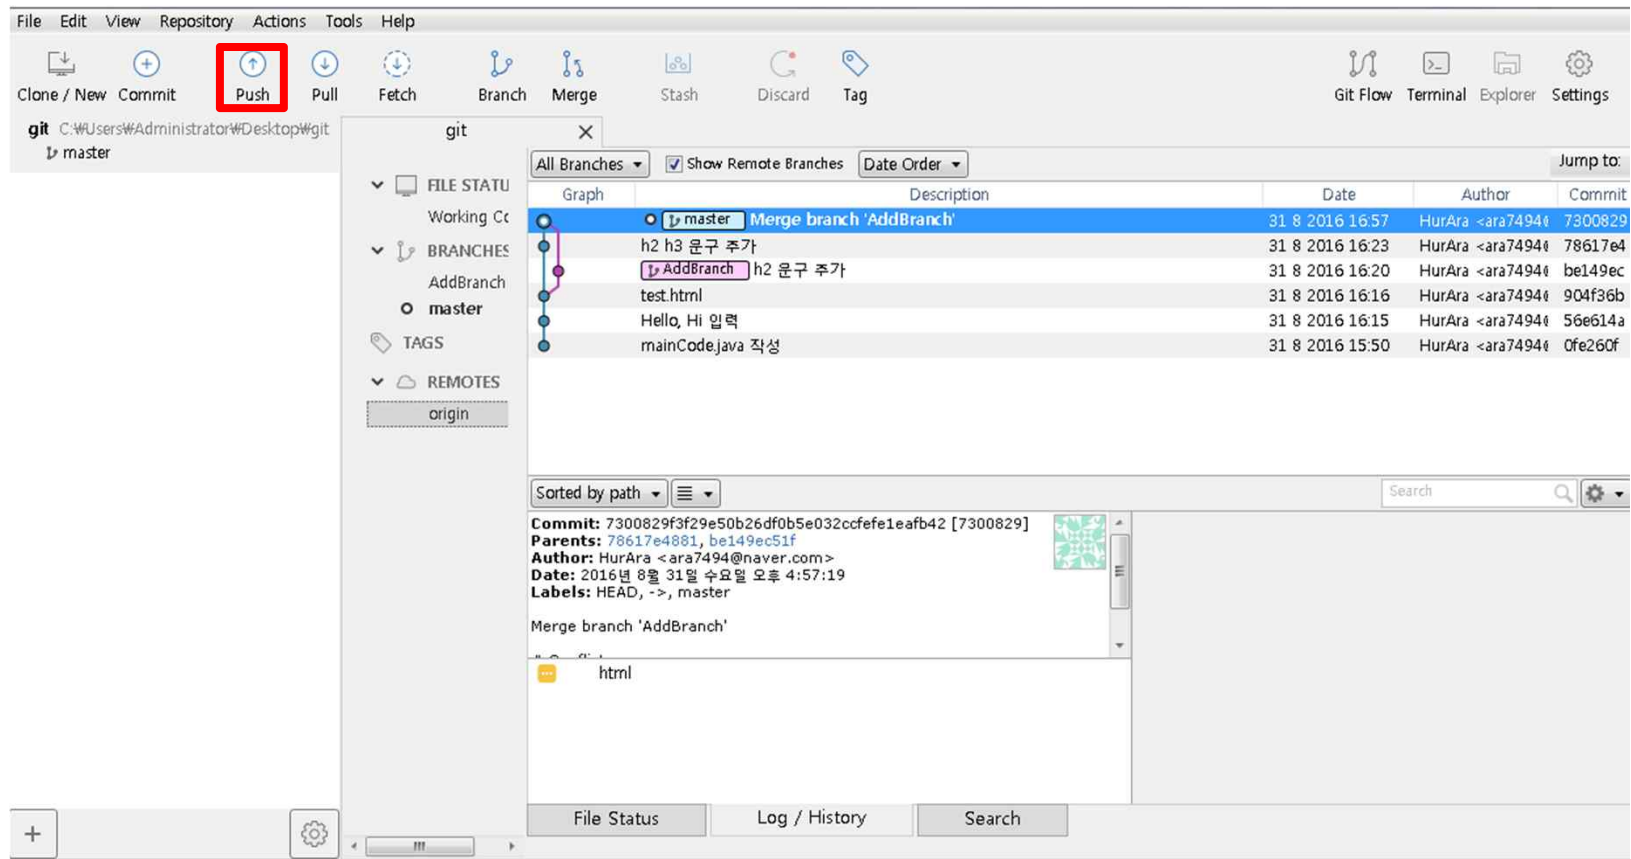 File Edit View Repository Actions Tools Help
Clone / New Commit Push Pull Fetch Branch Merge Stash Discard Tag Git Flow Terminal Explorer Settings
git C:₩Users₩Administrator₩Desktop₩git
master
git
All Branches Show Remote Branches Date Order Jump to:
Graph Description Date Author Commit
master Merge branch 'AddBranch' 31 8 2016 16:57 HurAra <ara7494 7300829
h2 h3 문구 추가 31 8 2016 16:23 HurAra <ara7494 78617e4
AddBranch h2 문구 추가 31 8 2016 16:20 HurAra <ara7494 be149ec
test.html 31 8 2016 16:16 HurAra <ara7494 904f36b
Hello, Hi 입력 31 8 2016 16:15 HurAra <ara7494 56e614a
mainCode.java 작성 31 8 2016 15:50 HurAra <ara7494 0fe260f
FILE STATU
Working Cc
BRANCHES
AddBranch
master
TAGS
REMOTES
origin
Sorted by path Search
Commit: 7300829f3f29e50b26df0b5e032ccfefe1eafb42 [7300829]
Parents: 78617e4881, be149ec51f
Author: HurAra <ara7494@naver.com>
Date: 2016년 8월 31일 수요일 오후 4:57:19
Labels: HEAD, ->, master
Merge branch 'AddBranch'
html
File Status Log / History Search